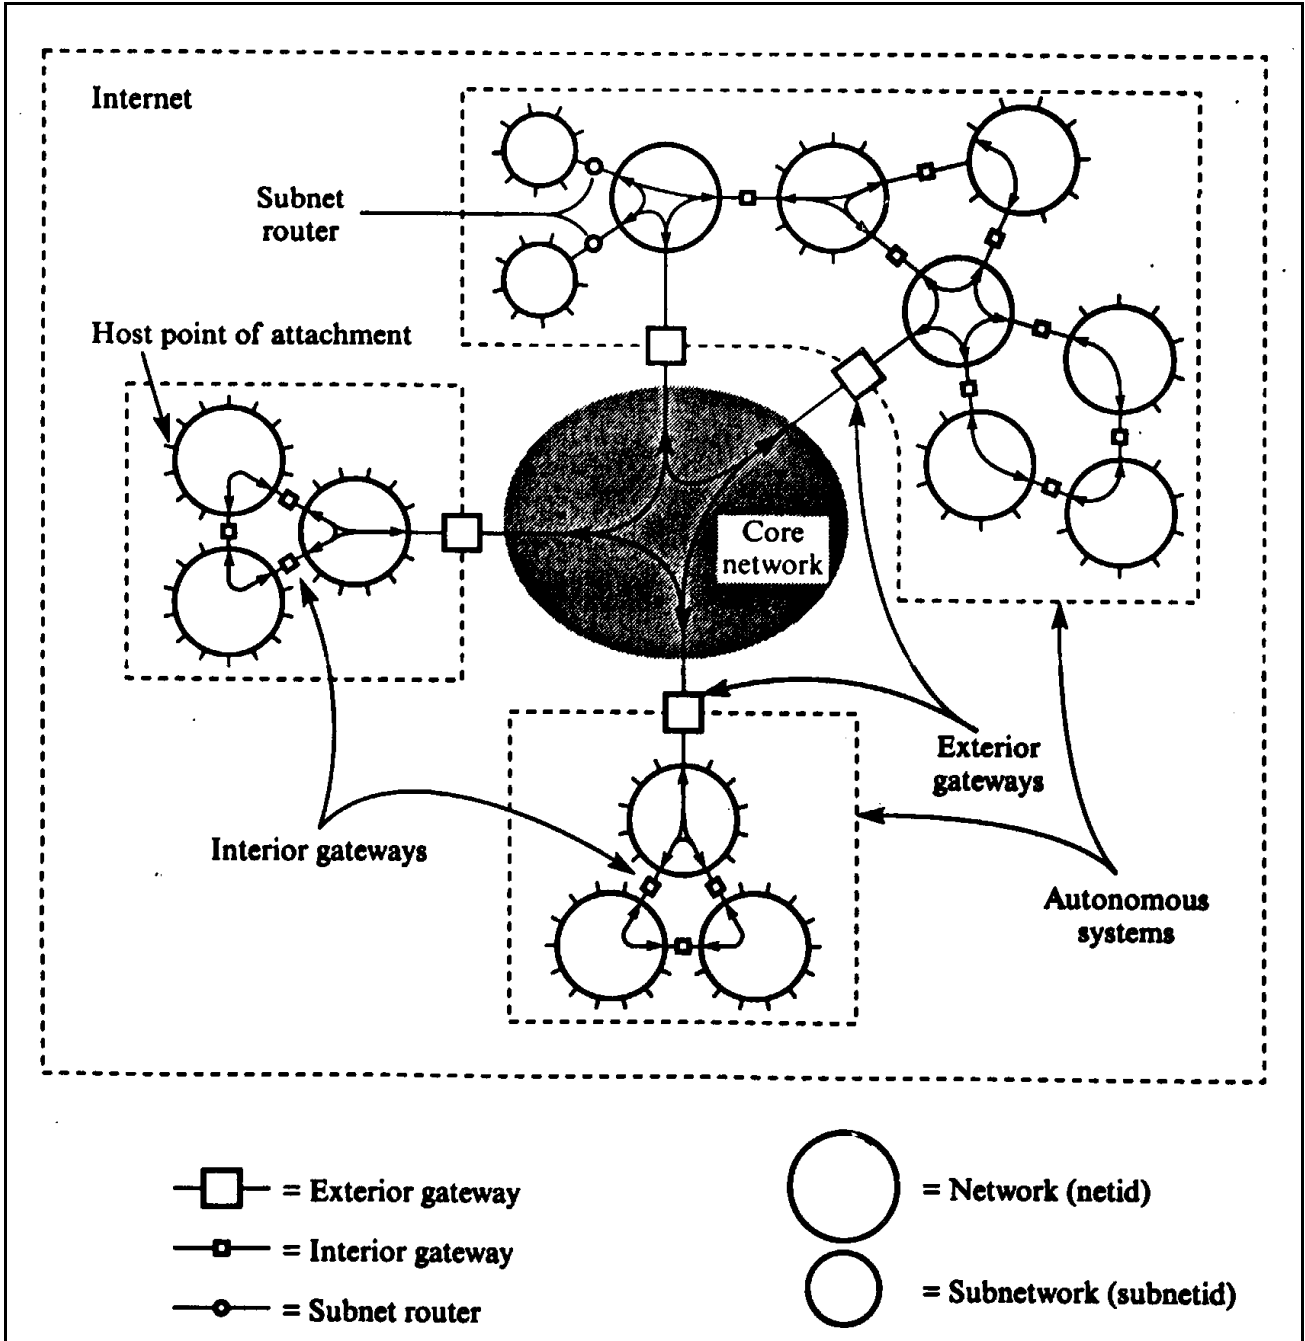 Internet
Subnet
router
Host point of attachment
Core
network
Exterior
gateways
Interior gateways
Autonomous
systems
= Exterior gateway
= Network (netid)
= Interior gateway
= Subnet router
= Subnetwork (subnetid)